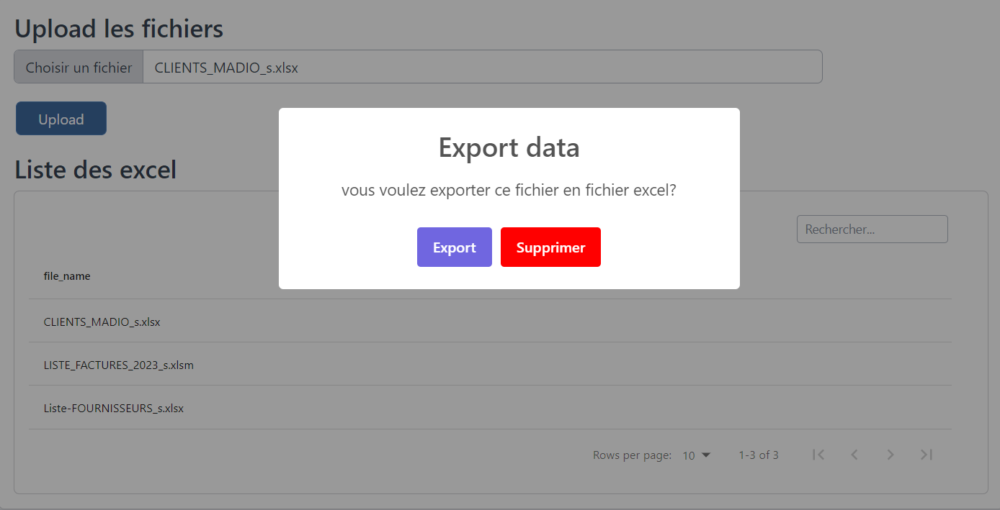 Upload les fichiers
Choisir un fichier CLIENTS_MADIO_s.xlsx
Upload
Export data
vous voulez exporter ce fichier en fichier excel?
Export Supprimer
Liste des excel
Rechercher...
file_name
CLIENTS_MADIO_s.xlsx
LISTE_FACTURES_2023_s.xlsm
Liste-FOURNISSEURS_s.xlsx
Rows per page: 10 1-3 of 3